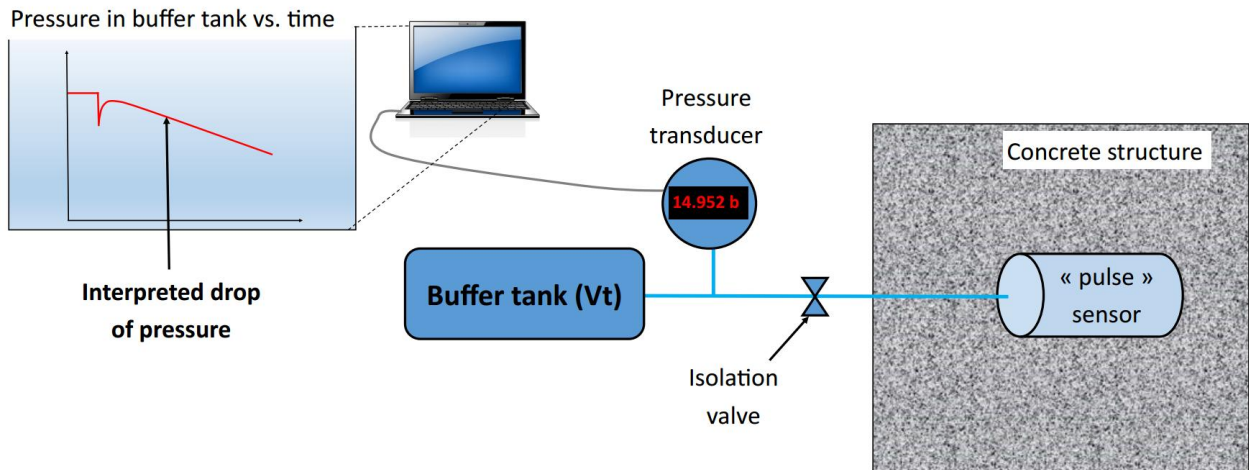 Pressure in buffer tank vs. time
Interpreted drop
of pressure
Pressure
transducer
14.952 b
Buffer tank (Vt)
Isolation
valve
Concrete structure
« pulse »
sensor